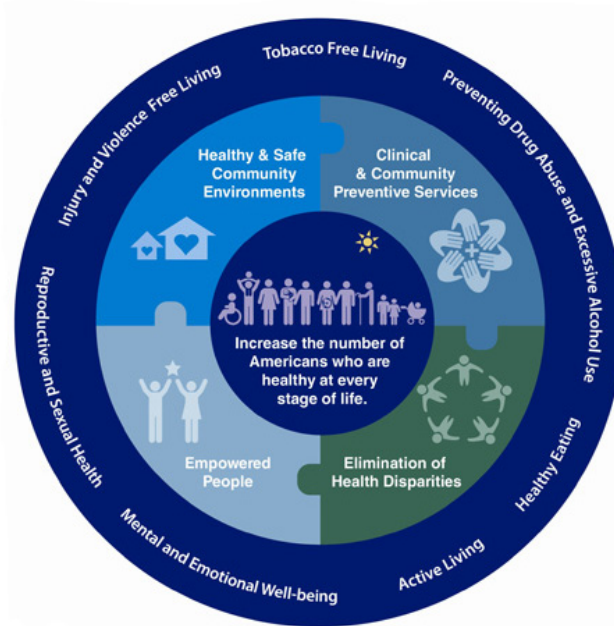 Tobacco Free Living
Preventing Drug Abuse and Excessive Alcohol Use
Healthy Eating
Active Living
Mental and Emotional Well-being
Reproductive and Sexual Health
Injury and Violence Free Living
Healthy & Safe
Community
Environments
Clinical
& Community
Preventive Services
Increase the number of
Americans who are
healthy at every
stage of life.
Empowered
People
Elimination of
Health Disparities